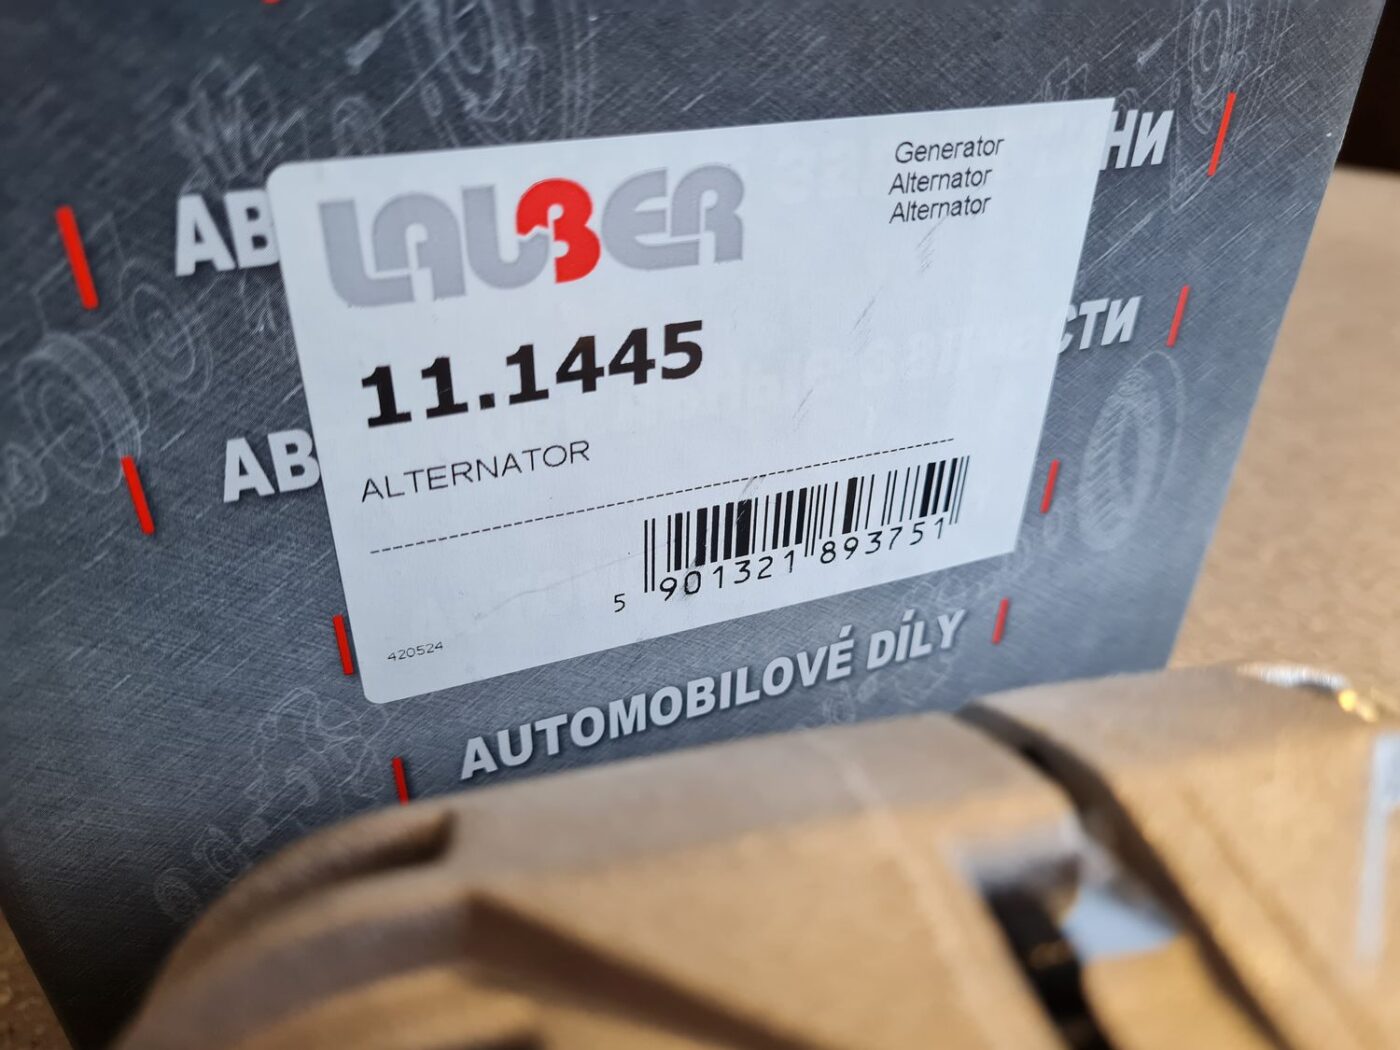 LAUBER
Generator
Alternator
Alternator
11.1445
ALTERNATOR
5 901321 893751
420524
AUTOMOBILOVÉ DÍLY